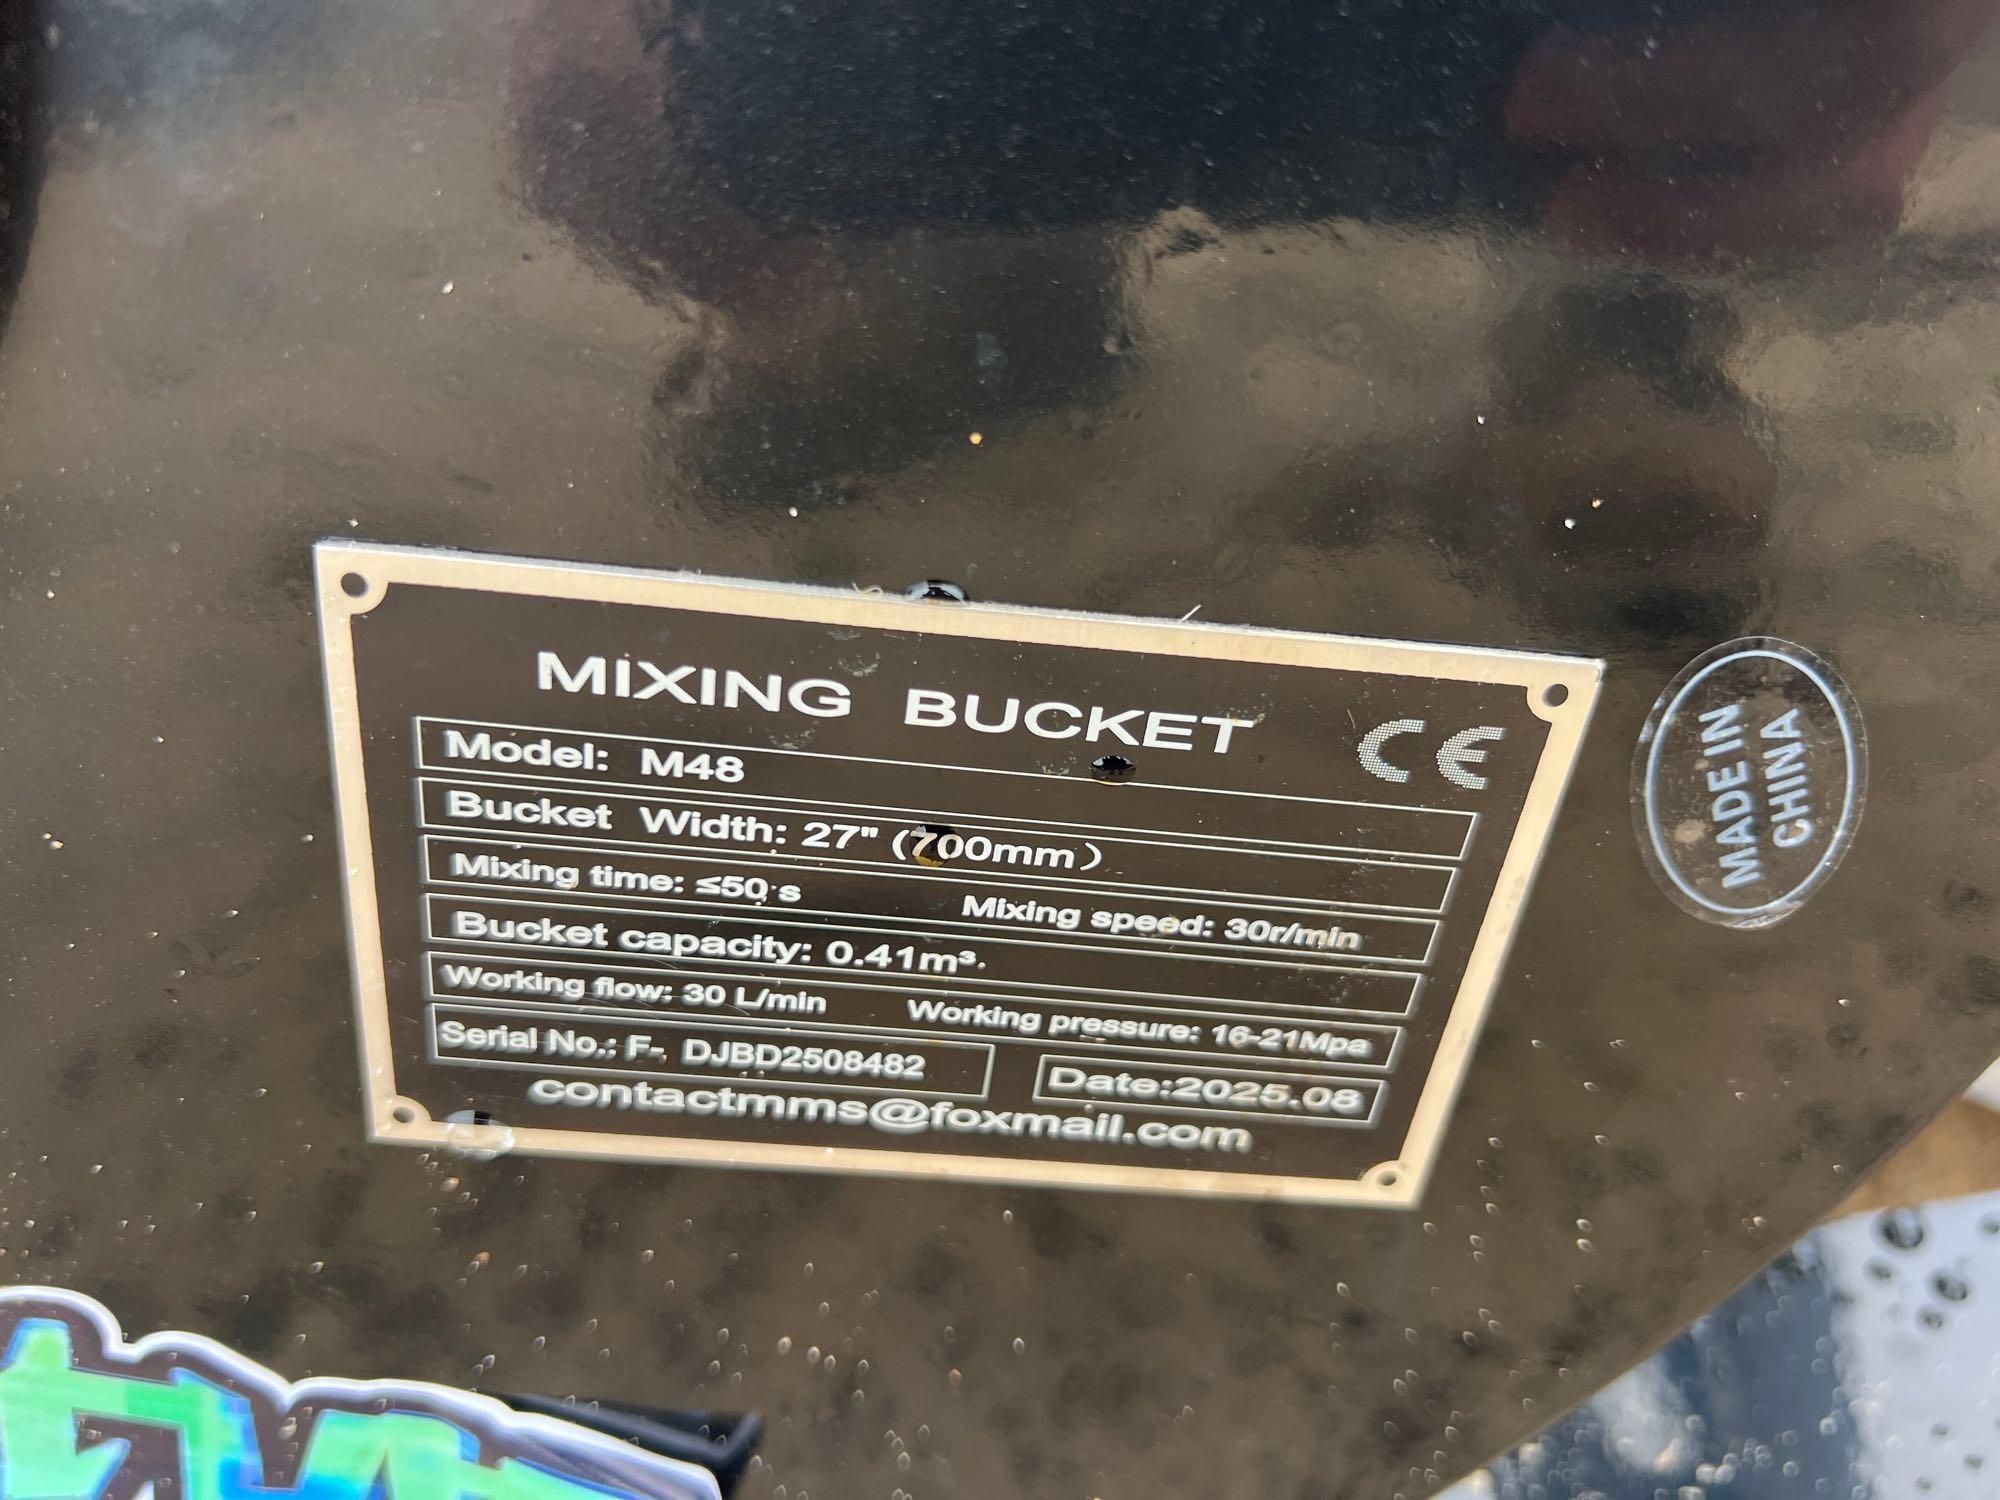 MIXING BUCKET
CE
Model: M48
Bucket Width: 27" (700mm)
Mixing time: ≤50 s Mixing speed: 30r/min
Bucket capacity: 0.41m³.
Working flow: 30 L/min Working pressure: 16-21Mpa
Serial No.: F-, DJBD2508482 Date:2025.08
contactmms@foxmail.com
MADE IN
CHINA